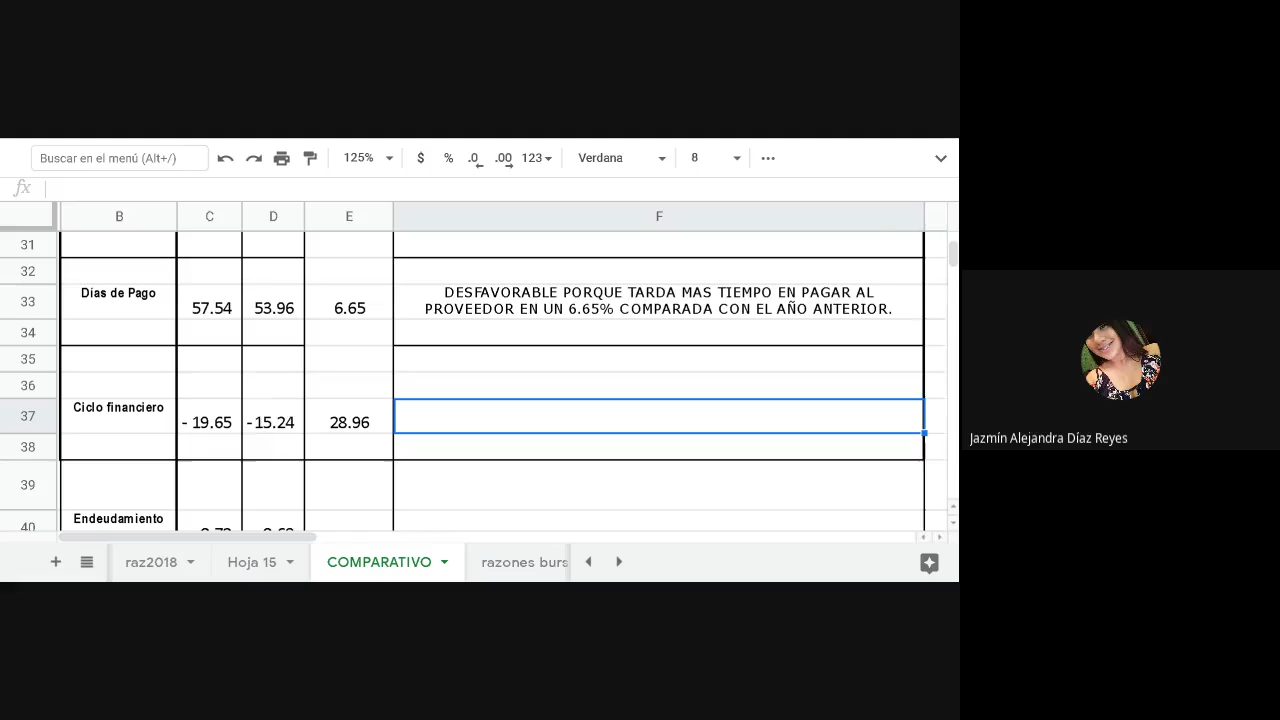 Buscar en el menú (Alt+/) 125% $ % .0 .00 123 Verdana 8
fx
B C D E F
31
32
33 Días de Pago 57.54 53.96 6.65 DESFAVORABLE PORQUE TARDA MAS TIEMPO EN PAGAR AL
PROVEEDOR EN UN 6.65% COMPARADA CON EL AÑO ANTERIOR.
34
35
36
37 Ciclo financiero - 19.65 -15.24 28.96
38
39
40 Endeudamiento
raz2018 Hoja 15 COMPARATIVO razones burs
Jazmín Alejandra Díaz Reyes